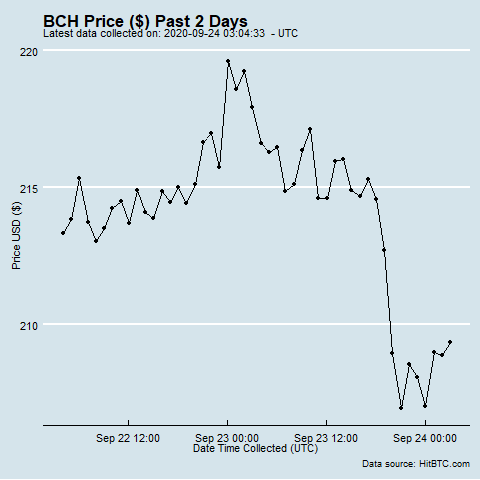 BCH Price ($) Past 2 Days
Latest data collected on: 2020-09-24 03:04:33 - UTC
220
215
210
Price USD ($)
Sep 22 12:00 Sep 23 00:00 Sep 23 12:00 Sep 24 00:00
Date Time Collected (UTC)
Data source: HitBTC.com